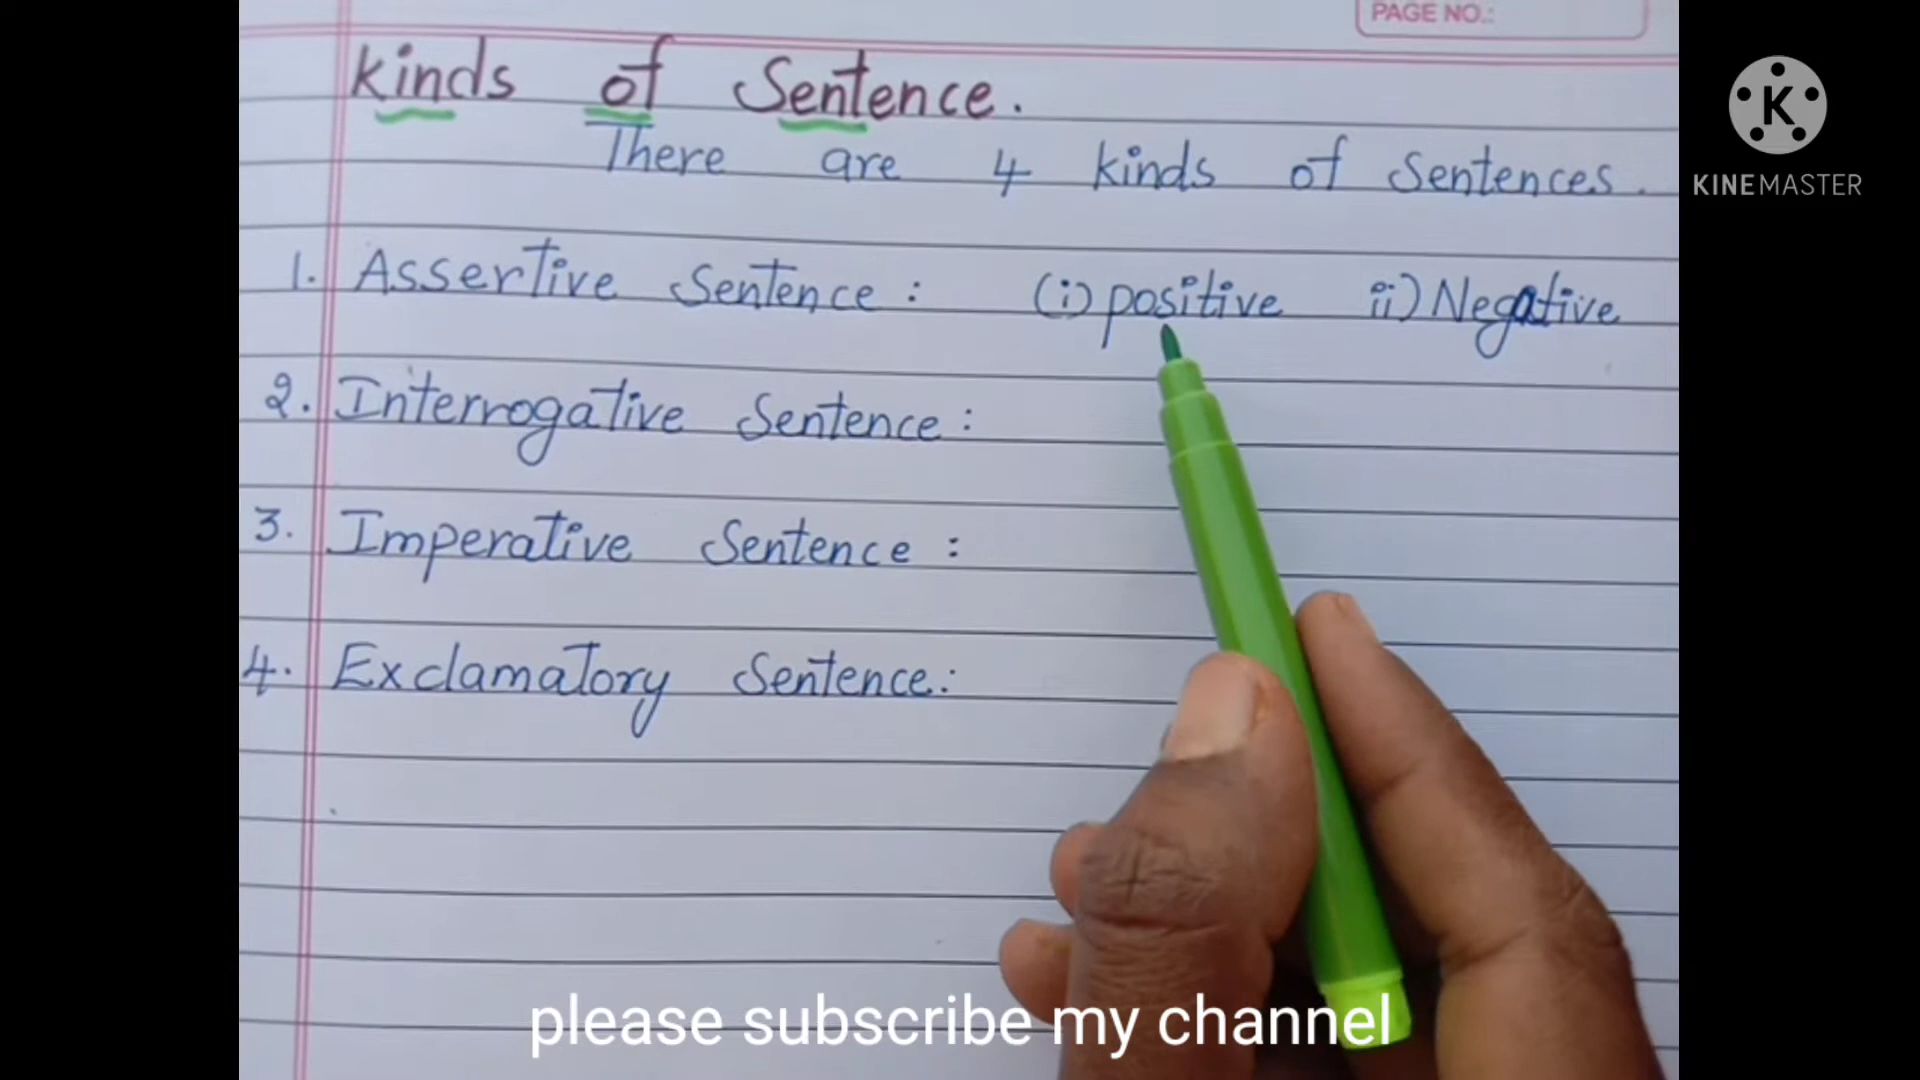 PAGE NO.:
Kinds of Sentence.
There are 4 kinds of Sentences.
1. Assertive Sentence : (i) positive ii) Negative
2. Interrogative Sentence :
3. Imperative Sentence :
4. Exclamatory Sentence :
K
KINEMASTER
please subscribe my channel